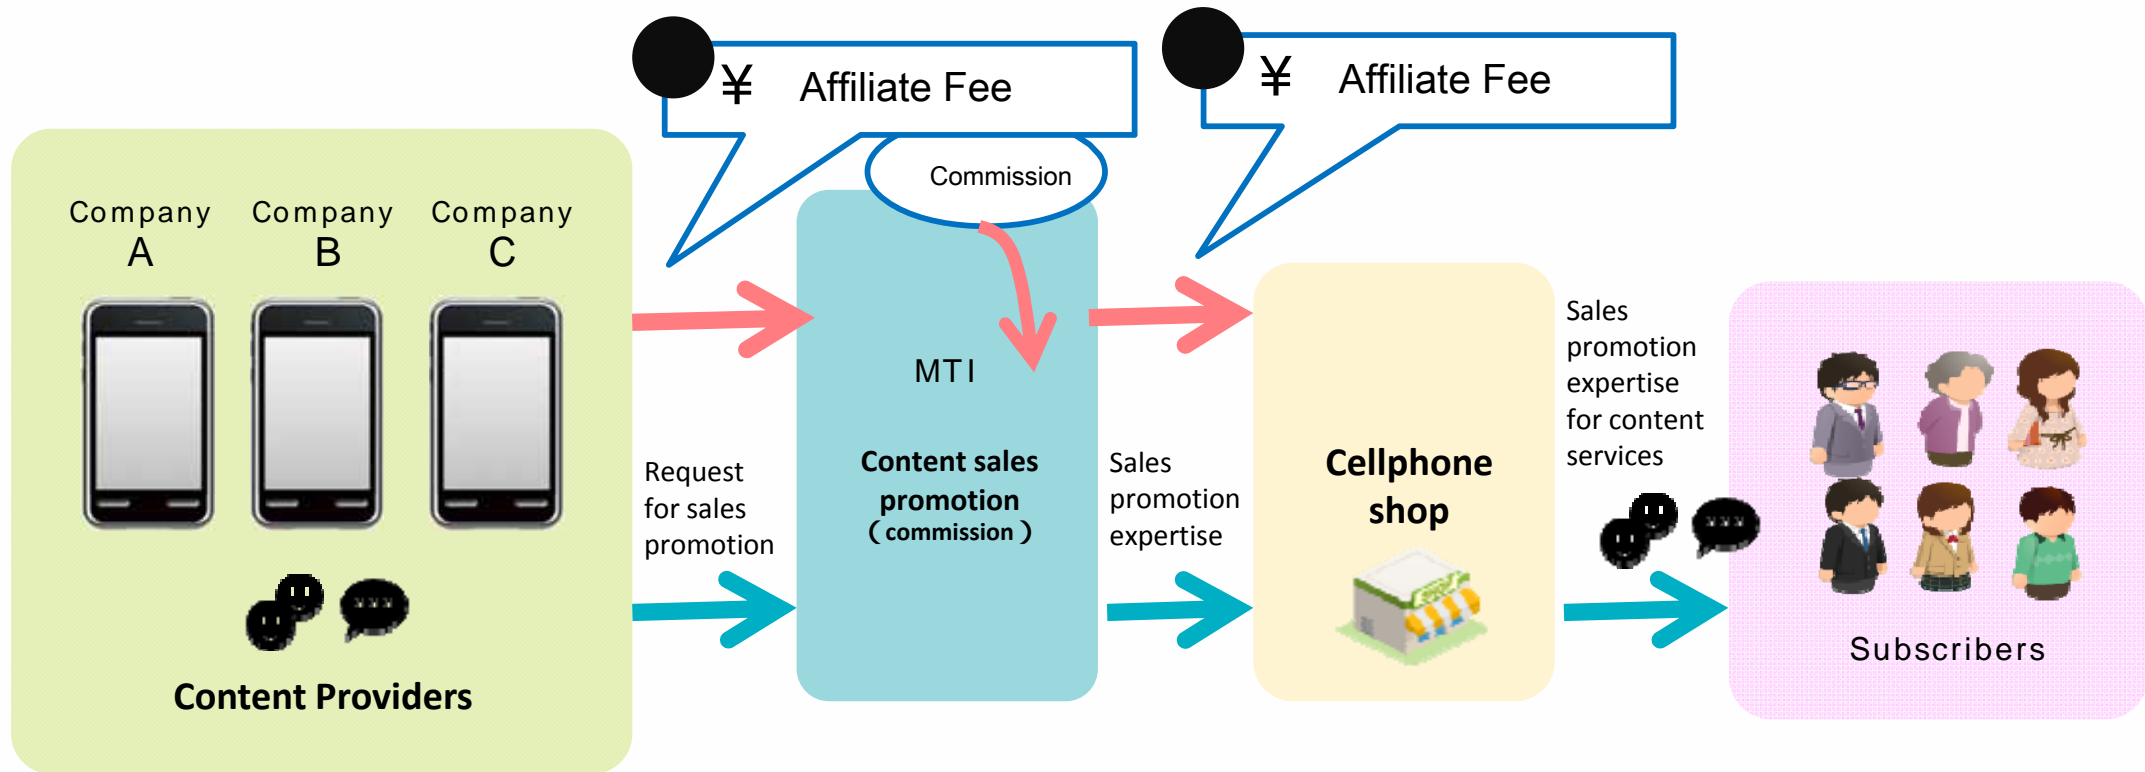 ¥ Affiliate Fee
¥ Affiliate Fee
Commission
Company
A
Company
B
Company
C
Content Providers
Request
for sales
promotion
MTI
Content sales
promotion
(commission)
Sales
promotion
expertise
Cellphone
shop
Sales
promotion
expertise
for content
services
Subscribers